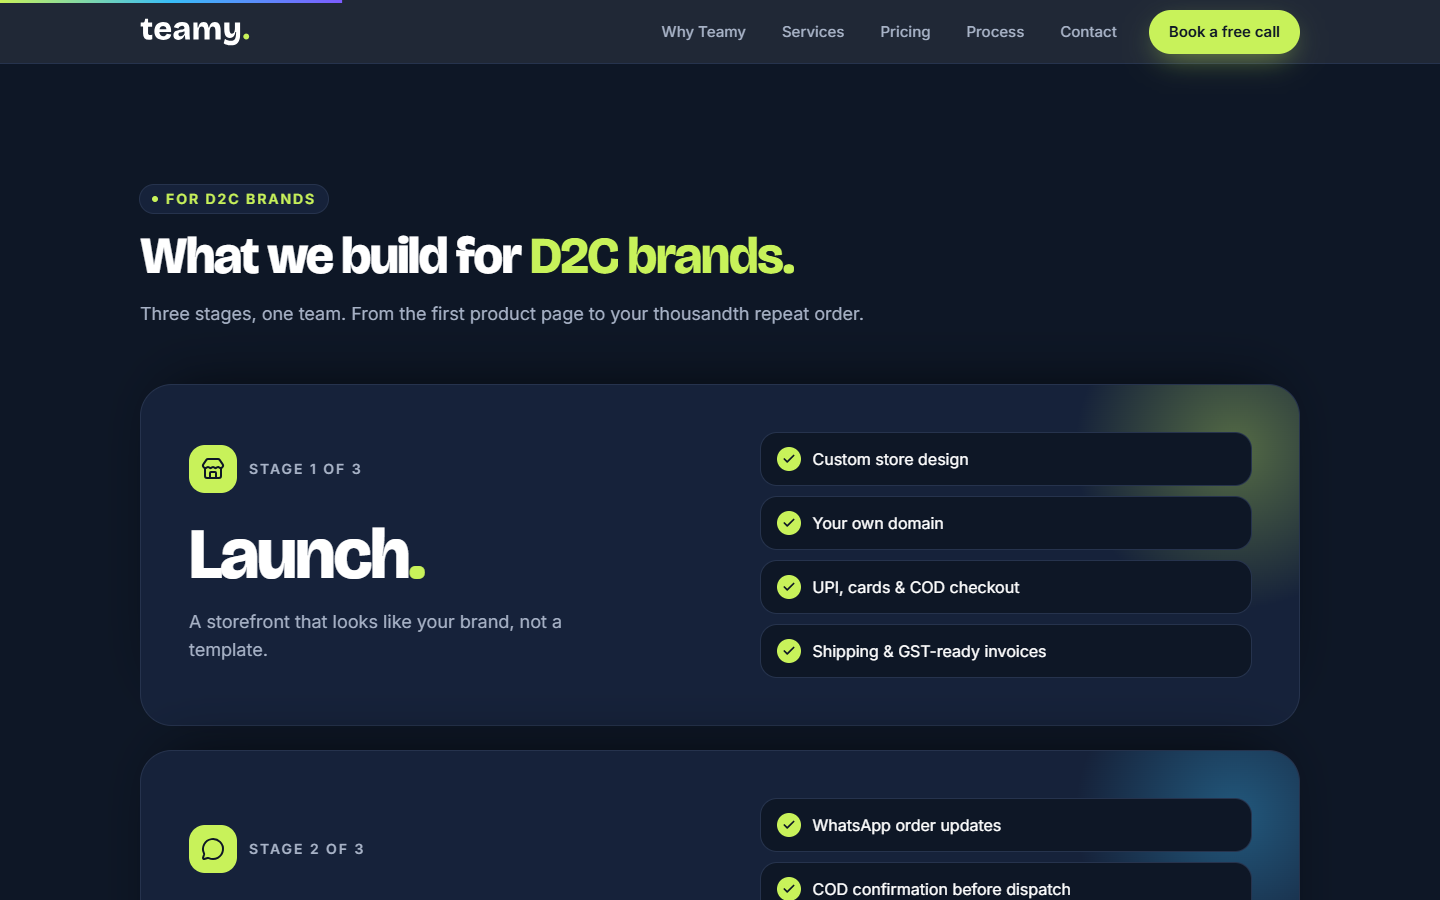 teamy.
Why Teamy
Services
Pricing
Process
Contact
Book a free call
FOR D2C BRANDS
What we build for D2C brands.
Three stages, one team. From the first product page to your thousandth repeat order.
STAGE 1 OF 3
Launch.
A storefront that looks like your brand, not a
template.
Custom store design
Your own domain
UPI, cards & COD checkout
Shipping & GST-ready invoices
STAGE 2 OF 3
WhatsApp order updates
COD confirmation before dispatch